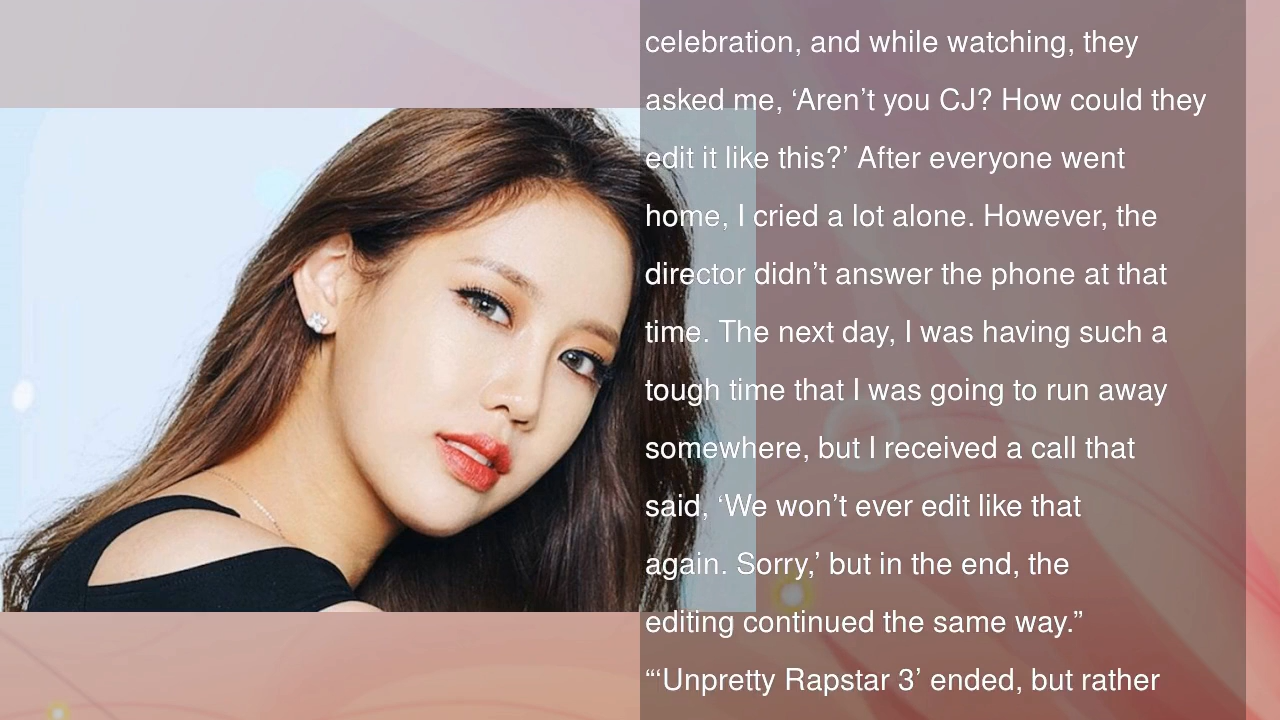 celebration, and while watching, they
asked me, ‘Aren’t you CJ? How could they
edit it like this?’ After everyone went
home, I cried a lot alone. However, the
director didn’t answer the phone at that
time. The next day, I was having such a
tough time that I was going to run away
somewhere, but I received a call that
said, ‘We won’t ever edit like that
again. Sorry,’ but in the end, the
editing continued the same way.”
“‘Unpretty Rapstar 3’ ended, but rather